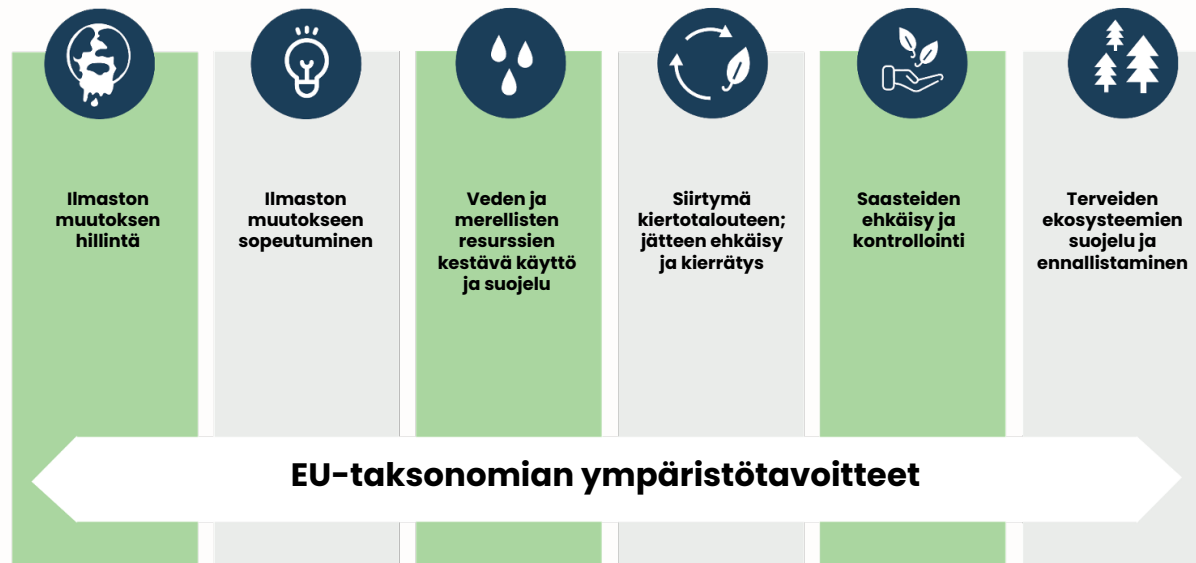 Ilmaston
muutoksen
hillintä
Ilmaston
muutokseen
sopeutuminen
Veden ja
merellisten
resurssien
kestävä käyttö
ja suojelu
Siirtymä
kiertotalouteen;
jätteen ehkäisy
ja kierrätys
Saasteiden
ehkäisy ja
kontrollointi
Terveiden
ekosysteemien
suojelu ja
ennallistaminen
EU-taksonomian ympäristötavoitteet